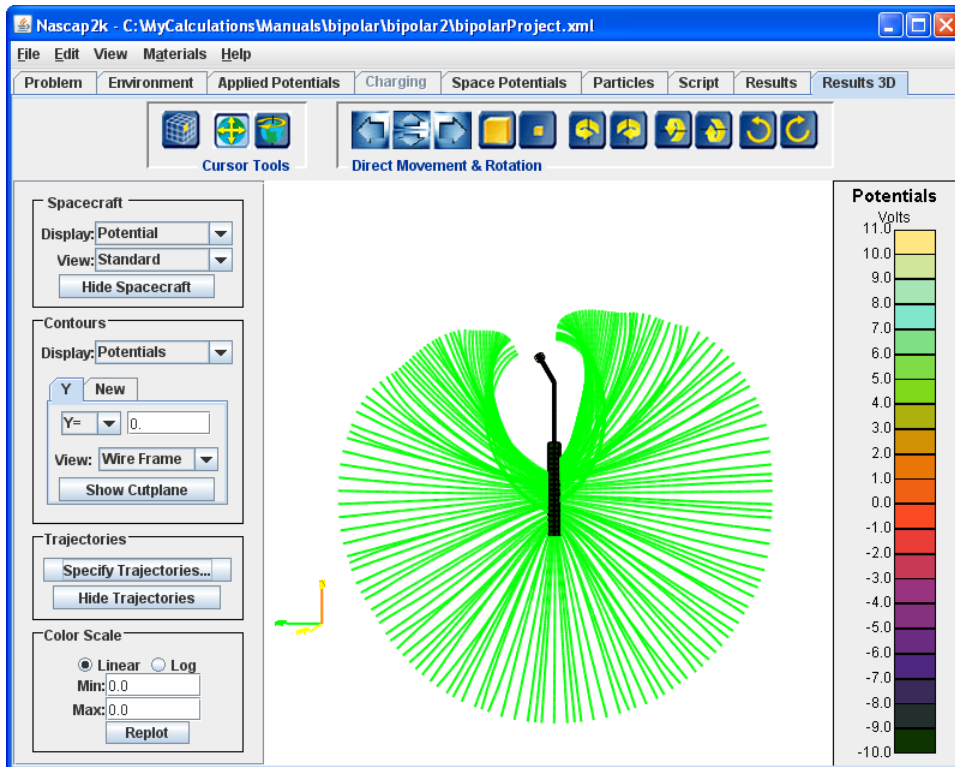 Nascap2k - C:\MyCalculations\Manuals\bipolar\bipolar2\bipolarProject.xml
File Edit View Materials Help
Problem Environment Applied Potentials Charging Space Potentials Particles Script Results Results 3D
Cursor Tools Direct Movement & Rotation
Spacecraft
Display: Potential
View: Standard
Hide Spacecraft
Contours
Display: Potentials
Y New
Y= 0.
View: Wire Frame
Show Cutplane
Trajectories
Specify Trajectories...
Hide Trajectories
Color Scale
Linear Log
Min: 0.0
Max: 0.0
Replot
Potentials
Volts
11.0
10.0
9.0
8.0
7.0
6.0
5.0
4.0
3.0
2.0
1.0
0.0
-1.0
-2.0
-3.0
-4.0
-5.0
-6.0
-7.0
-8.0
-9.0
-10.0